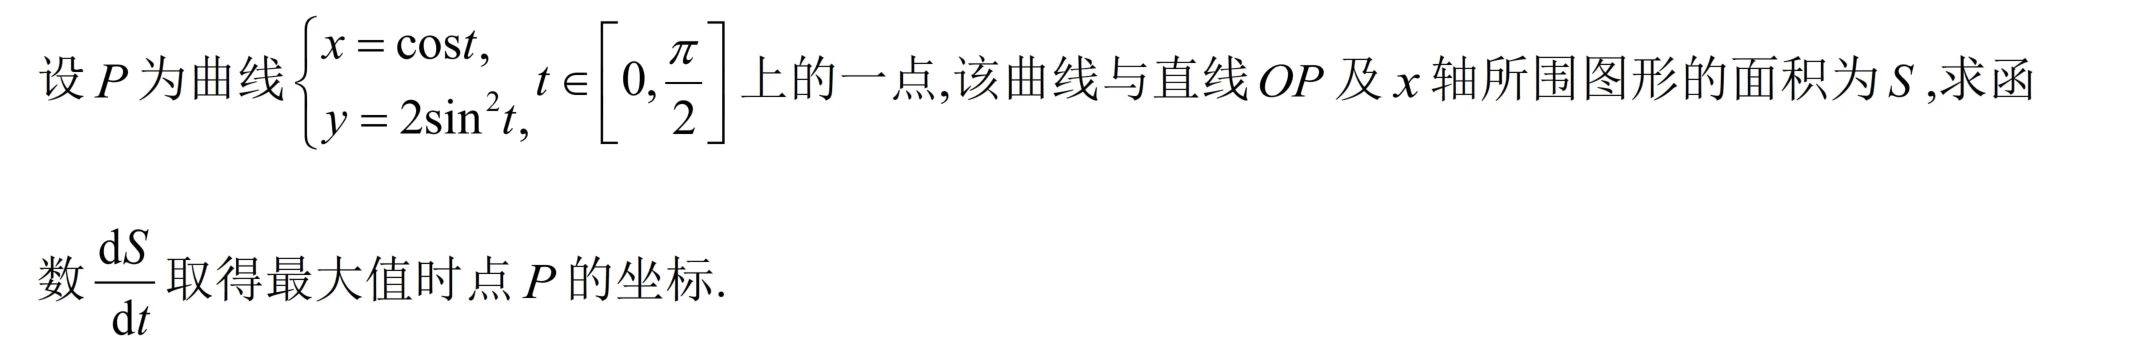 设 P 为曲线 $\begin{cases} x = \cos t, \\ y = 2\sin^2 t, \end{cases}$ $t \in \left[0, \frac{\pi}{2}\right]$ 上的一点,该曲线与直线 OP 及 x 轴所围图形的面积为 S ,求函
数 $\frac{\mathrm{d}S}{\mathrm{d}t}$ 取得最大值时点 P 的坐标.